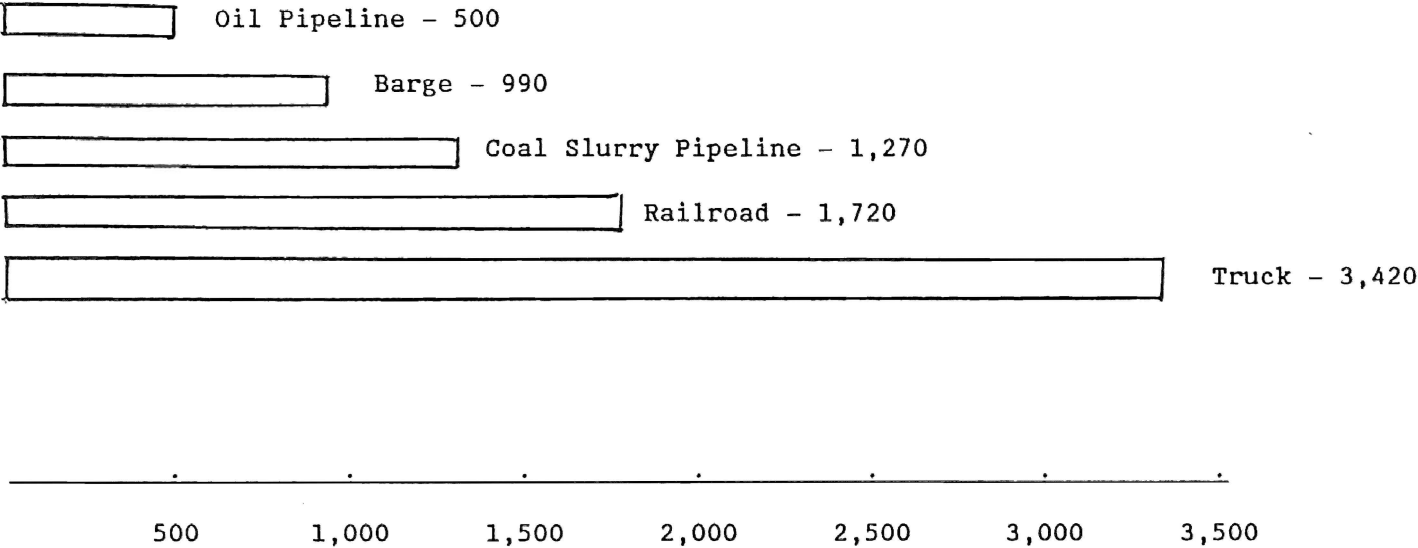 Oil Pipeline – 500
Barge – 990
Coal Slurry Pipeline – 1,270
Railroad – 1,720
Truck – 3,420
500 1,000 1,500 2,000 2,500 3,000 3,500